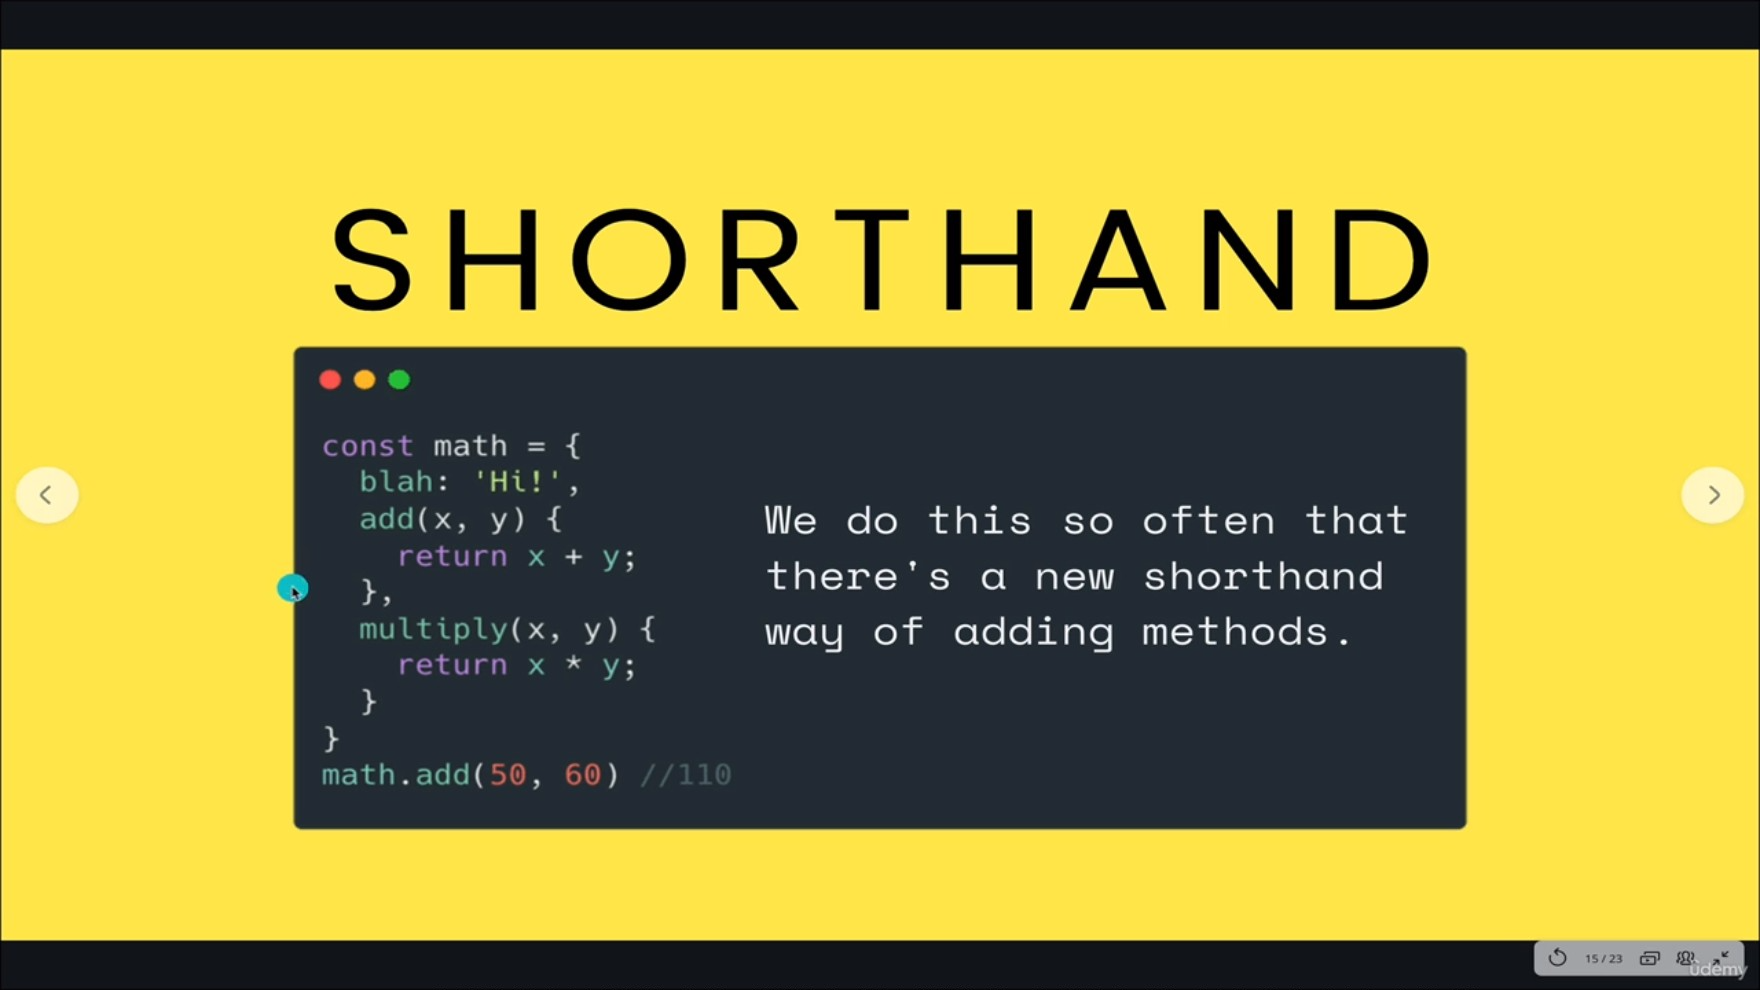 SHORTHAND
const math = {
blah: 'Hi!',
add(x, y) {
return x + y;
},
multiply(x, y) {
return x * y;
}
}
math.add(50, 60) //110
We do this so often that
there's a new shorthand
way of adding methods.
15 / 23
ûdemy